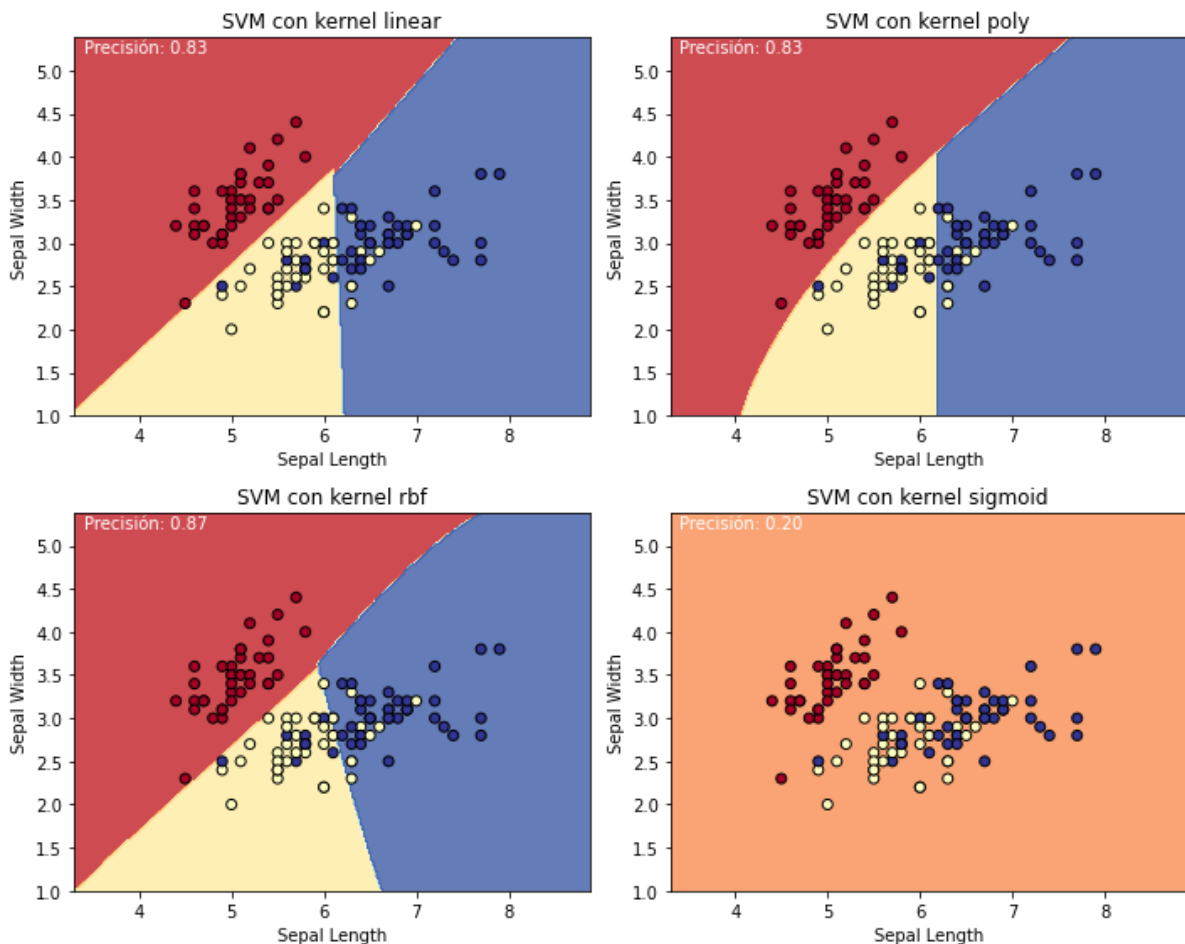 SVM con kernel linear
Precisión: 0.83
5.0
4.5
4.0
3.5
3.0
2.5
2.0
1.5
1.0
Sepal Width
4 5 6 7 8
Sepal Length
SVM con kernel poly
Precisión: 0.83
5.0
4.5
4.0
3.5
3.0
2.5
2.0
1.5
1.0
Sepal Width
4 5 6 7 8
Sepal Length
SVM con kernel rbf
Precisión: 0.87
5.0
4.5
4.0
3.5
3.0
2.5
2.0
1.5
1.0
Sepal Width
4 5 6 7 8
Sepal Length
SVM con kernel sigmoid
Precisión: 0.20
5.0
4.5
4.0
3.5
3.0
2.5
2.0
1.5
1.0
Sepal Width
4 5 6 7 8
Sepal Length